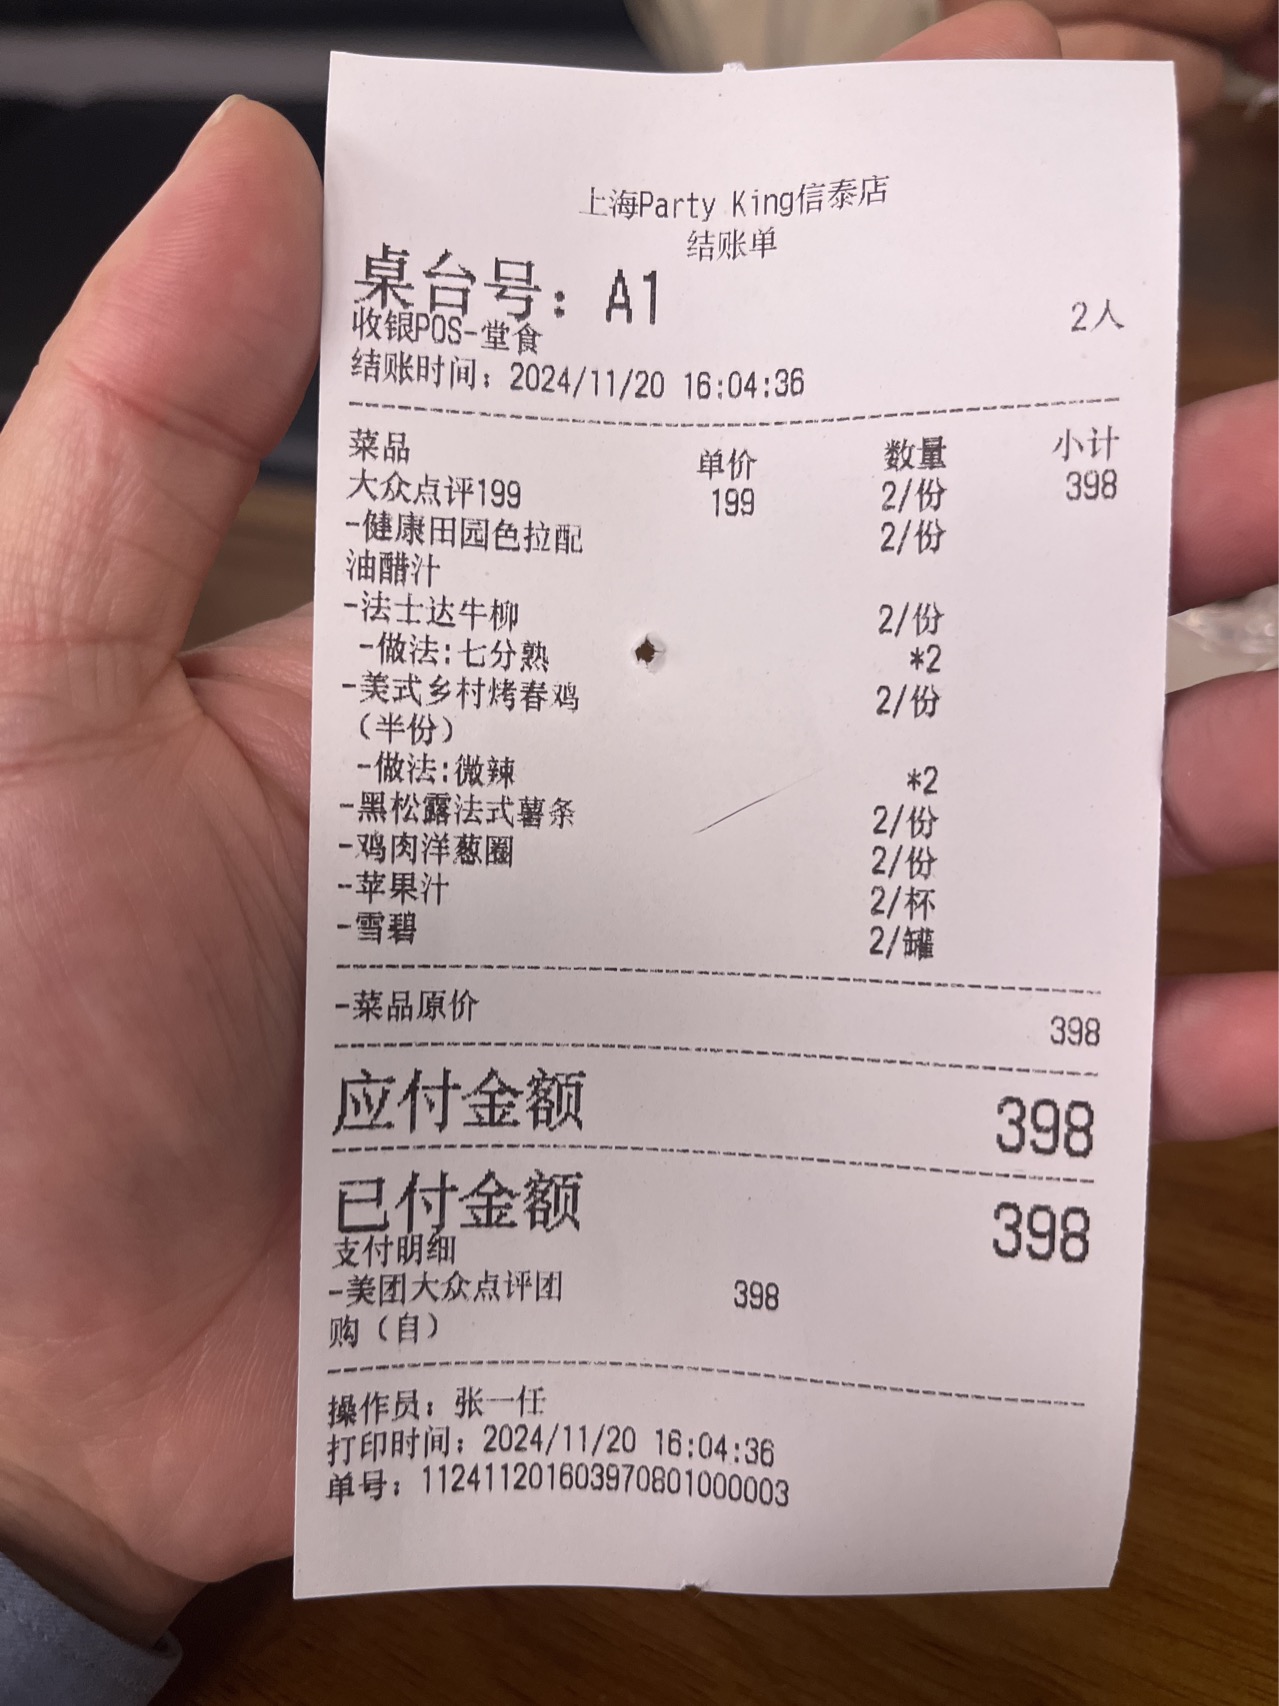 上海Party King信泰店
结账单
桌台号：A1
2人
收银POS-堂食
结账时间：2024/11/20 16:04:36
菜品 单价 数量 小计
大众点评199 199 2/份 398
-健康田园色拉配 2/份
油醋汁
-法士达牛柳 2/份
-做法:七分熟 *2
-美式乡村烤春鸡 2/份
（半份）
-做法:微辣 *2
-黑松露法式薯条 2/份
-鸡肉洋葱圈 2/份
-苹果汁 2/杯
-雪碧 2/罐
-菜品原价 398
应付金额 398
已付金额 398
支付明细
-美团大众点评团 398
购（自）
操作员：张一任
打印时间：2024/11/20 16:04:36
单号：112411201603970801000003